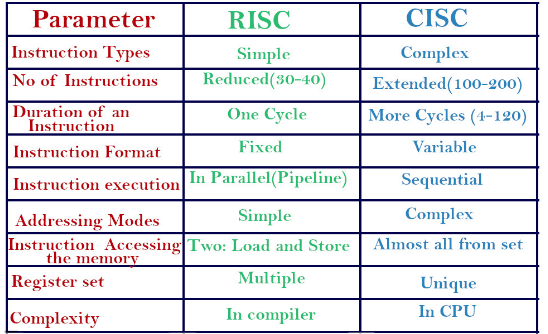 Parameter RISC CISC
Instruction Types Simple Complex
No of Instructions Reduced(30-40) Extended(100-200)
Duration of an
Instruction One Cycle More Cycles (4-120)
Instruction Format Fixed Variable
Instruction execution In Parallel(Pipeline) Sequential
Addressing Modes Simple Complex
Instruction Accessing
the memory Two: Load and Store Almost all from set
Register set Multiple Unique
Complexity In compiler In CPU